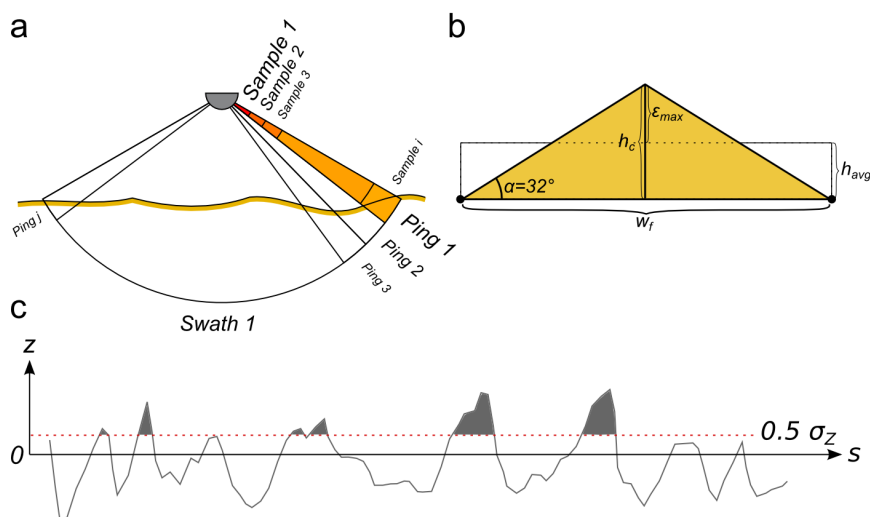 a
Sample 1
Sample 2
Sample 3
Sample i
Ping 1
Ping 2
Ping 3
Ping j
Swath 1
b
ε_max
h_ć
h_avg
α=32°
w_f
c
z
0.5 σ_Z
0
s